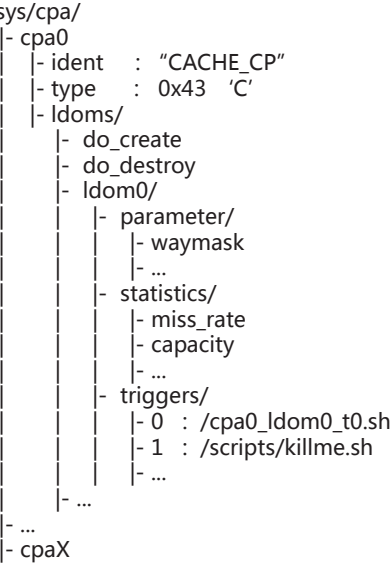 sys/cpa/
|- cpa0
| |- ident : “CACHE_CP”
| |- type : 0x43 ‘C’
| |- ldoms/
| |- do_create
| |- do_destroy
| |- ldom0/
| | |- parameter/
| | | |- waymask
| | | |- ...
| | |- statistics/
| | | |- miss_rate
| | | |- capacity
| | | |- ...
| | |- triggers/
| | | |- 0 : /cpa0_ldom0_t0.sh
| | | |- 1 : /scripts/killme.sh
| | | |- ...
| |- ...
|- ...
|- cpaX